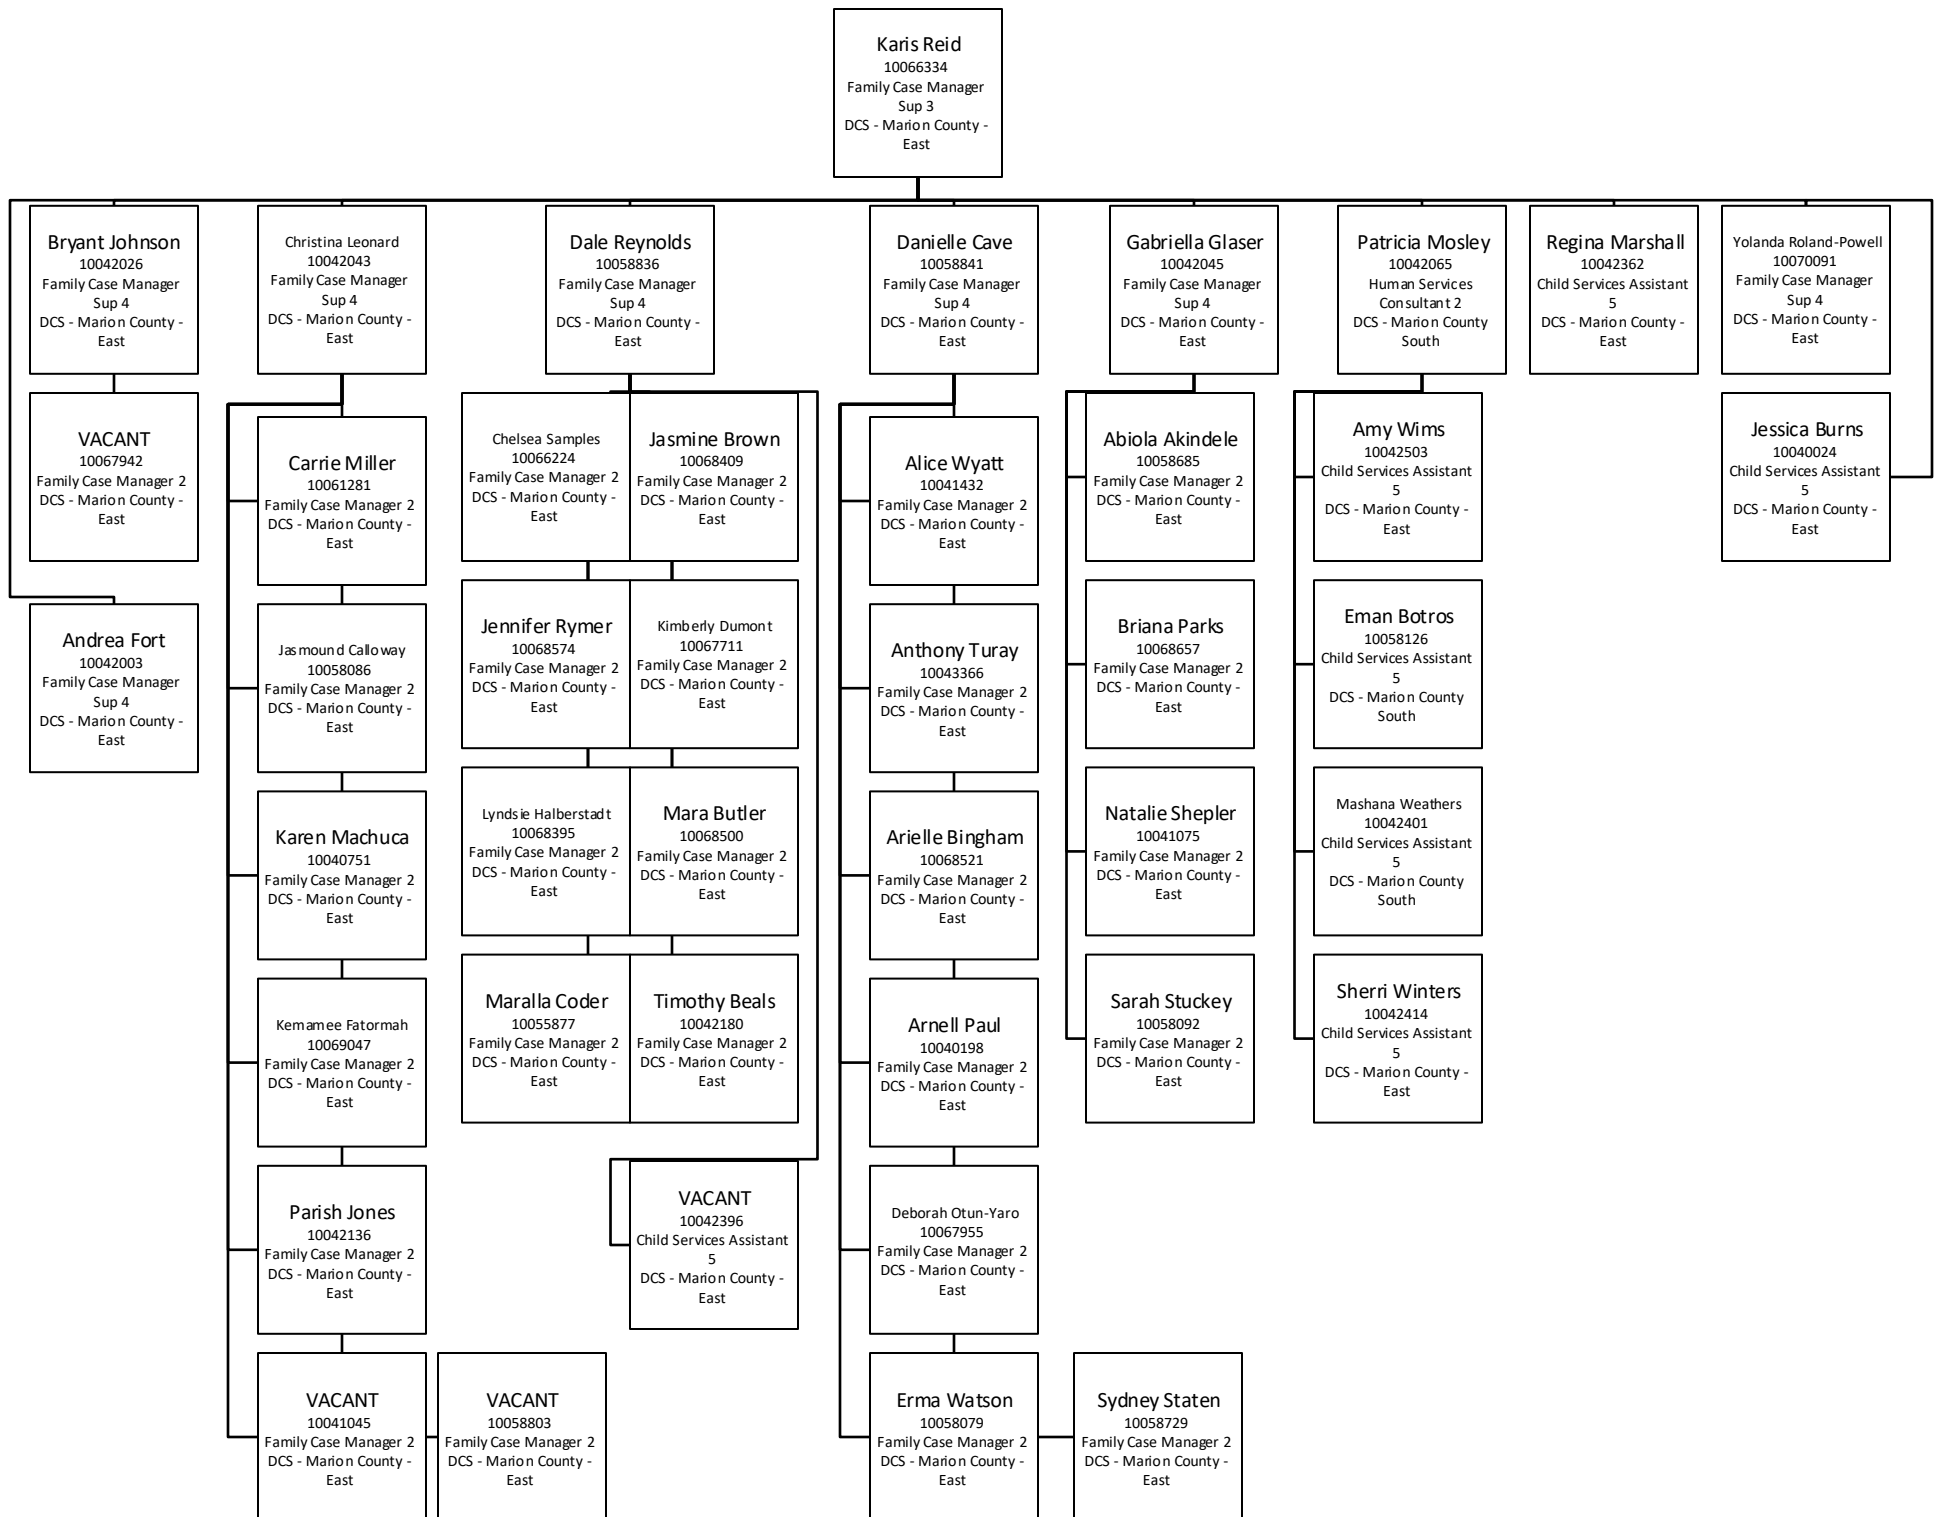 Karis Reid
10066334
Family Case Manager
Sup 3
DCS - Marion County -
East
Bryant Johnson
10042026
Family Case Manager
Sup 4
DCS - Marion County -
East
Christina Leonard
10042043
Family Case Manager
Sup 4
DCS - Marion County -
East
Dale Reynolds
10058836
Family Case Manager
Sup 4
DCS - Marion County -
East
Danielle Cave
10058841
Family Case Manager
Sup 4
DCS - Marion County -
East
Gabriella Glaser
10042045
Family Case Manager
Sup 4
DCS - Marion County -
East
Patricia Mosley
10042065
Human Services
Consultant 2
DCS - Marion County
South
Regina Marshall
10042362
Child Services Assistant
5
DCS - Marion County -
East
Yolanda Roland-Powell
10070091
Family Case Manager
Sup 4
DCS - Marion County -
East
VACANT
10067942
Family Case Manager 2
DCS - Marion County -
East
Andrea Fort
10042003
Family Case Manager
Sup 4
DCS - Marion County -
East
Carrie Miller
10061281
Family Case Manager 2
DCS - Marion County -
East
Jasmound Calloway
10058086
Family Case Manager 2
DCS - Marion County -
East
Karen Machuca
10040751
Family Case Manager 2
DCS - Marion County -
East
Kemamee Fatormah
10069047
Family Case Manager 2
DCS - Marion County -
East
Parish Jones
10042136
Family Case Manager 2
DCS - Marion County -
East
VACANT
10041045
Family Case Manager 2
DCS - Marion County -
East
VACANT
10058803
Family Case Manager 2
DCS - Marion County -
East
Chelsea Samples
10066224
Family Case Manager 2
DCS - Marion County -
East
Jasmine Brown
10068409
Family Case Manager 2
DCS - Marion County -
East
Jennifer Rymer
10068574
Family Case Manager 2
DCS - Marion County -
East
Kimberly Dumont
10067711
Family Case Manager 2
DCS - Marion County -
East
Lyndsie Halberstadt
10068395
Family Case Manager 2
DCS - Marion County -
East
Mara Butler
10068500
Family Case Manager 2
DCS - Marion County -
East
Maralla Coder
10055877
Family Case Manager 2
DCS - Marion County -
East
Timothy Beals
10042180
Family Case Manager 2
DCS - Marion County -
East
VACANT
10042396
Child Services Assistant
5
DCS - Marion County -
East
Alice Wyatt
10041432
Family Case Manager 2
DCS - Marion County -
East
Anthony Turay
10043366
Family Case Manager 2
DCS - Marion County -
East
Arielle Bingham
10068521
Family Case Manager 2
DCS - Marion County -
East
Arnell Paul
10040198
Family Case Manager 2
DCS - Marion County -
East
Deborah Otun-Yaro
10067955
Family Case Manager 2
DCS - Marion County -
East
Erma Watson
10058079
Family Case Manager 2
DCS - Marion County -
East
Sydney Staten
10058729
Family Case Manager 2
DCS - Marion County -
East
Abiola Akindele
10058685
Family Case Manager 2
DCS - Marion County -
East
Briana Parks
10068657
Family Case Manager 2
DCS - Marion County -
East
Natalie Shepler
10041075
Family Case Manager 2
DCS - Marion County -
East
Sarah Stuckey
10058092
Family Case Manager 2
DCS - Marion County -
East
Amy Wims
10042503
Child Services Assistant
5
DCS - Marion County -
East
Eman Botros
10058126
Child Services Assistant
5
DCS - Marion County
South
Mashana Weathers
10042401
Child Services Assistant
5
DCS - Marion County
South
Sherri Winters
10042414
Child Services Assistant
5
DCS - Marion County -
East
Jessica Burns
10040024
Child Services Assistant
5
DCS - Marion County -
East